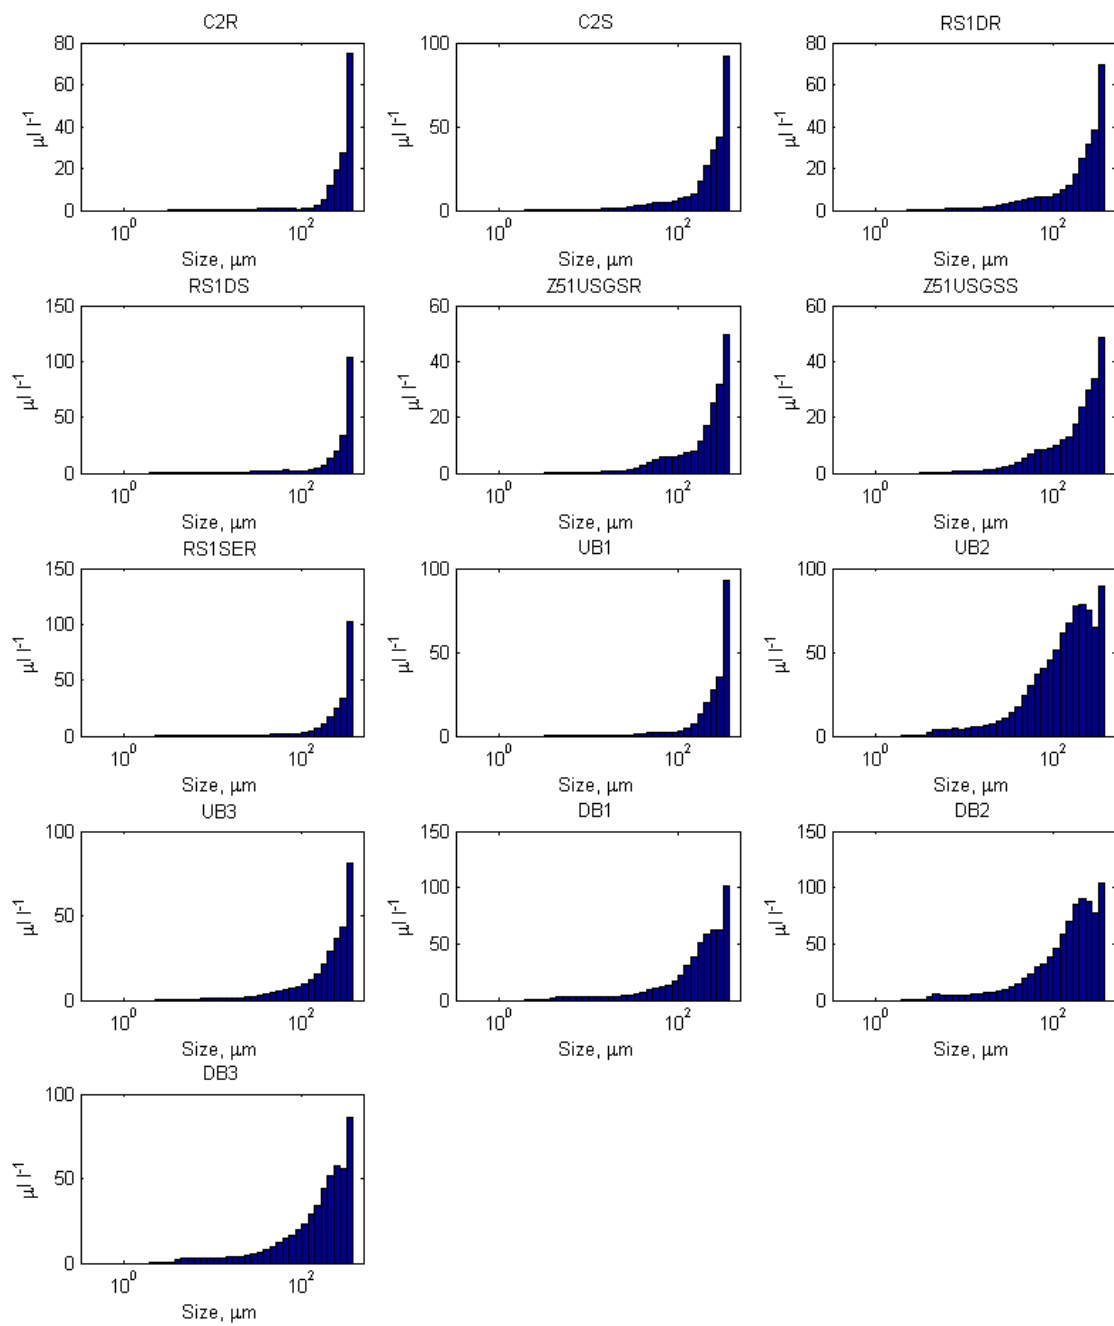 C2R
C2S
RS1DR
80
60
40
20
0
μl l-1
10^0
10^2
Size, μm
100
50
0
μl l-1
10^0
10^2
Size, μm
80
60
40
20
0
μl l-1
10^0
10^2
Size, μm
RS1DS
Z51USGSR
Z51USGSS
150
100
50
0
μl l-1
10^0
10^2
Size, μm
60
40
20
0
μl l-1
10^0
10^2
Size, μm
60
40
20
0
μl l-1
10^0
10^2
Size, μm
RS1SER
UB1
UB2
150
100
50
0
μl l-1
10^0
10^2
Size, μm
100
50
0
μl l-1
10^0
10^2
Size, μm
100
50
0
μl l-1
10^0
10^2
Size, μm
UB3
DB1
DB2
100
50
0
μl l-1
10^0
10^2
Size, μm
150
100
50
0
μl l-1
10^0
10^2
Size, μm
150
100
50
0
μl l-1
10^0
10^2
Size, μm
DB3
100
50
0
μl l-1
10^0
10^2
Size, μm